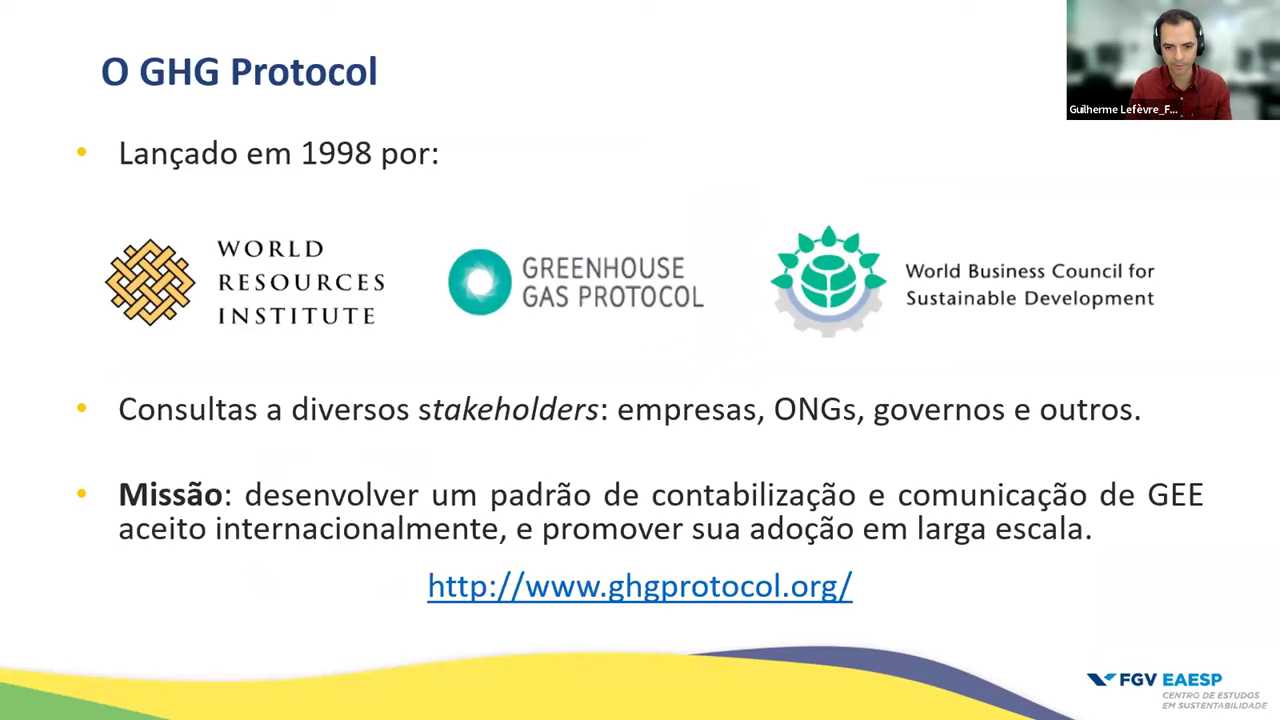 O GHG Protocol
Guilherme Lefèvre_F...
• Lançado em 1998 por:
WORLD
RESOURCES
INSTITUTE
GREENHOUSE
GAS PROTOCOL
World Business Council for
Sustainable Development
• Consultas a diversos stakeholders: empresas, ONGs, governos e outros.
• Missão: desenvolver um padrão de contabilização e comunicação de GEE
aceito internacionalmente, e promover sua adoção em larga escala.
http://www.ghgprotocol.org/
FGV EAESP
CENTRO DE ESTUDOS
EM SUSTENTABILIDADE